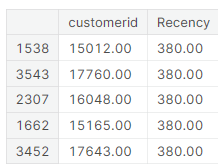 customerid Recency
1538 15012.00 380.00
3543 17760.00 380.00
2307 16048.00 380.00
1662 15165.00 380.00
3452 17643.00 380.00